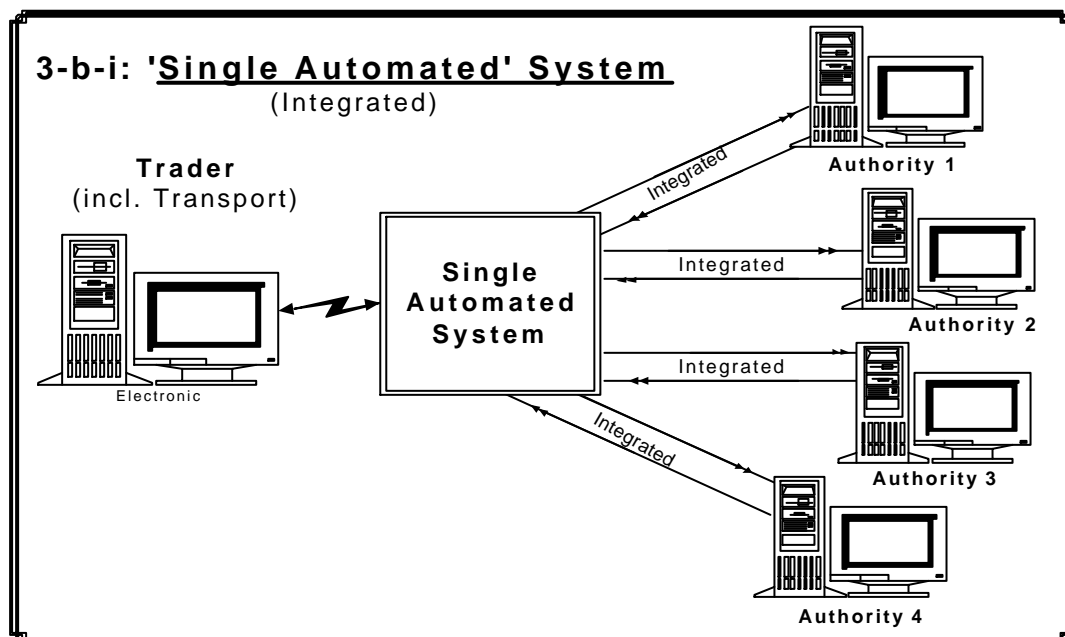 3-b-i: 'Single Automated' System
(Integrated)
Trader
(incl. Transport)
Electronic
Single
Automated
System
Integrated
Authority 1
Integrated
Authority 2
Integrated
Authority 3
Integrated
Authority 4